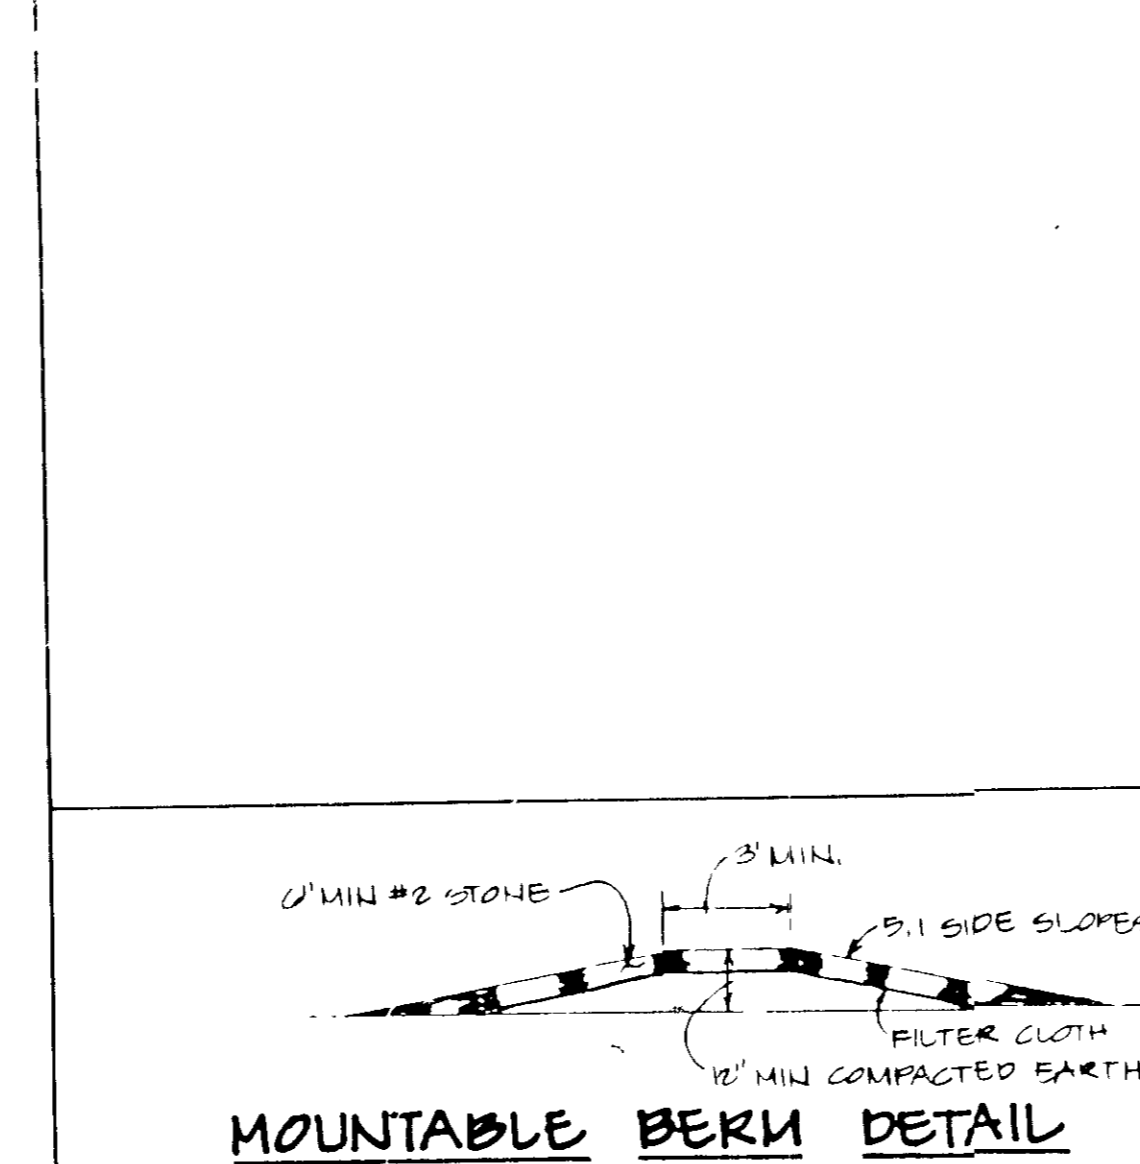 3' MIN.
6" MIN #2 STONE
5:1 SIDE SLOPES
FILTER CLOTH
12" MIN COMPACTED EARTH
MOUNTABLE BERM DETAIL